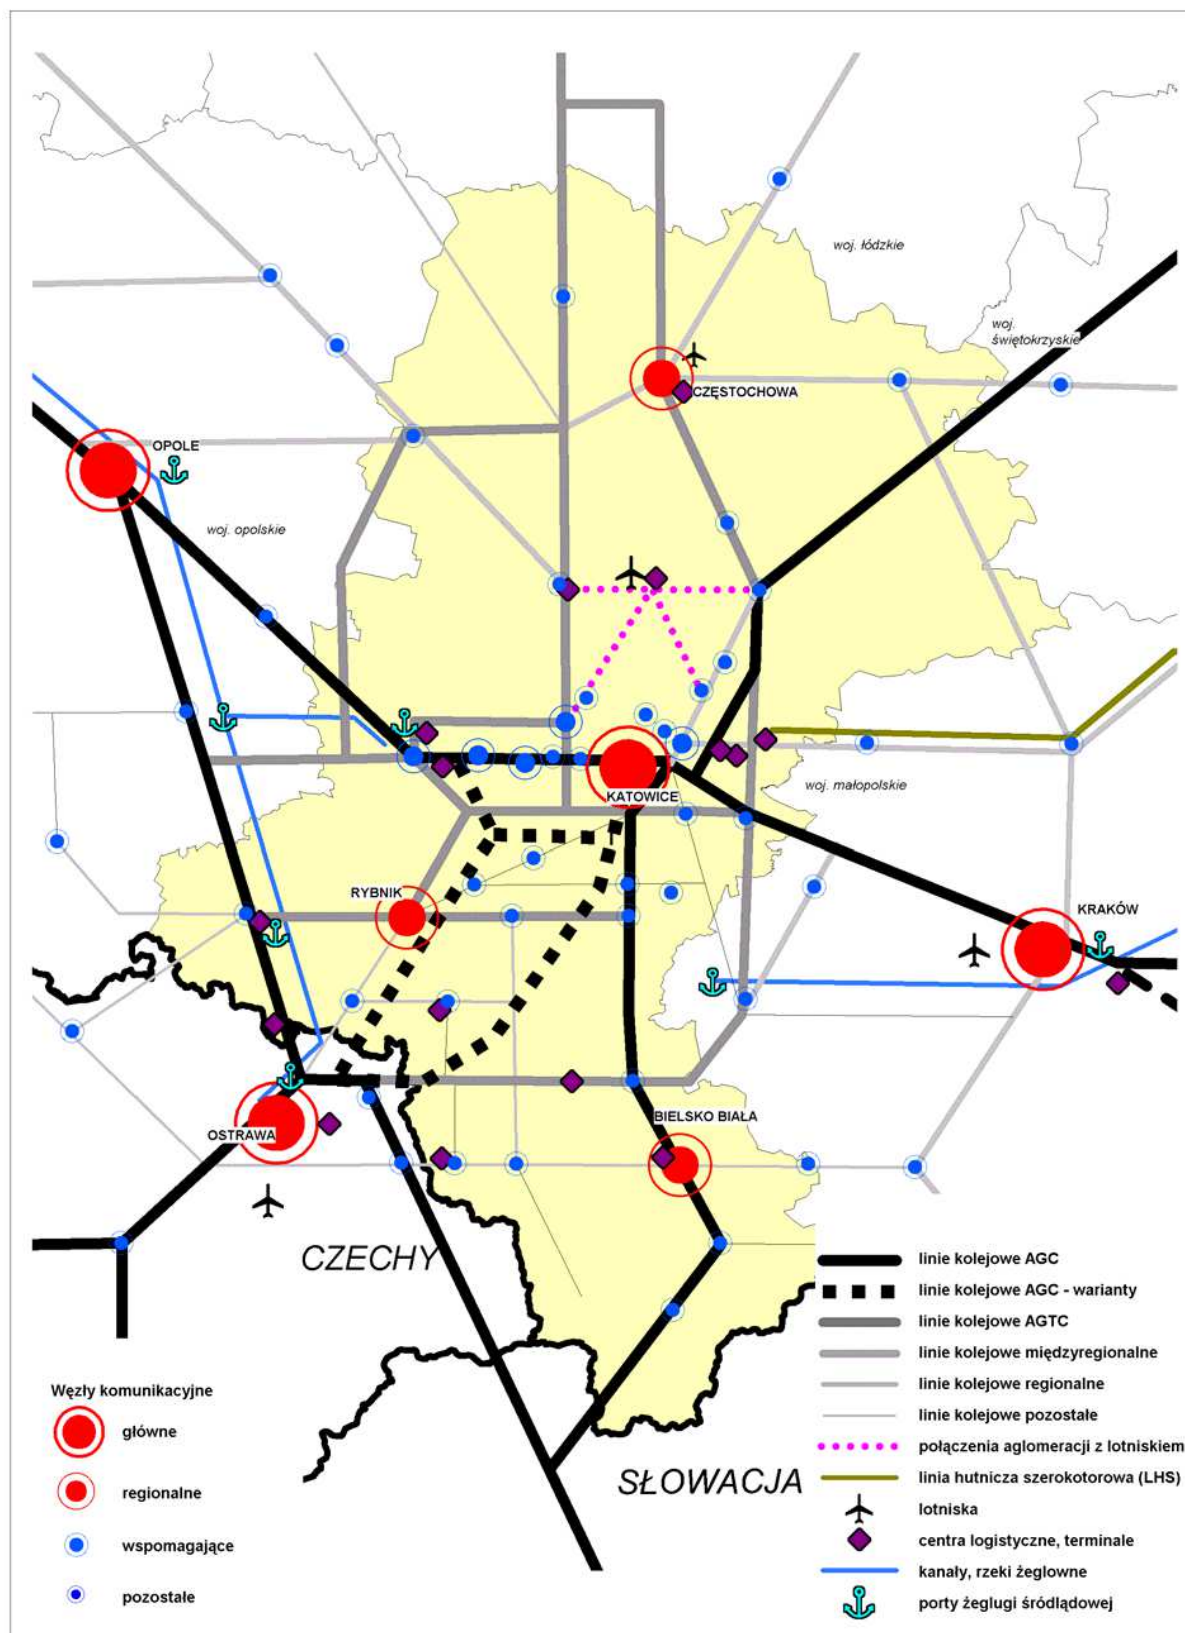 woj. łódzkie
woj.
świętokrzyskie
CZĘSTOCHOWA
OPOLE
woj. opolskie
woj. małopolskie
KATOWICE
RYBNIK
KRAKÓW
BIELSKO BIAŁA
OSTRAWA
CZECHY
SŁOWACJA
linie kolejowe AGC
linie kolejowe AGC - warianty
linie kolejowe AGTC
linie kolejowe międzyregionalne
linie kolejowe regionalne
linie kolejowe pozostałe
połączenia aglomeracji z lotniskiem
linia hutnicza szerokotorowa (LHS)
lotniska
centra logistyczne, terminale
kanały, rzeki żeglowne
porty żeglugi śródlądowej
Węzły komunikacyjne
główne
regionalne
wspomagające
pozostałe